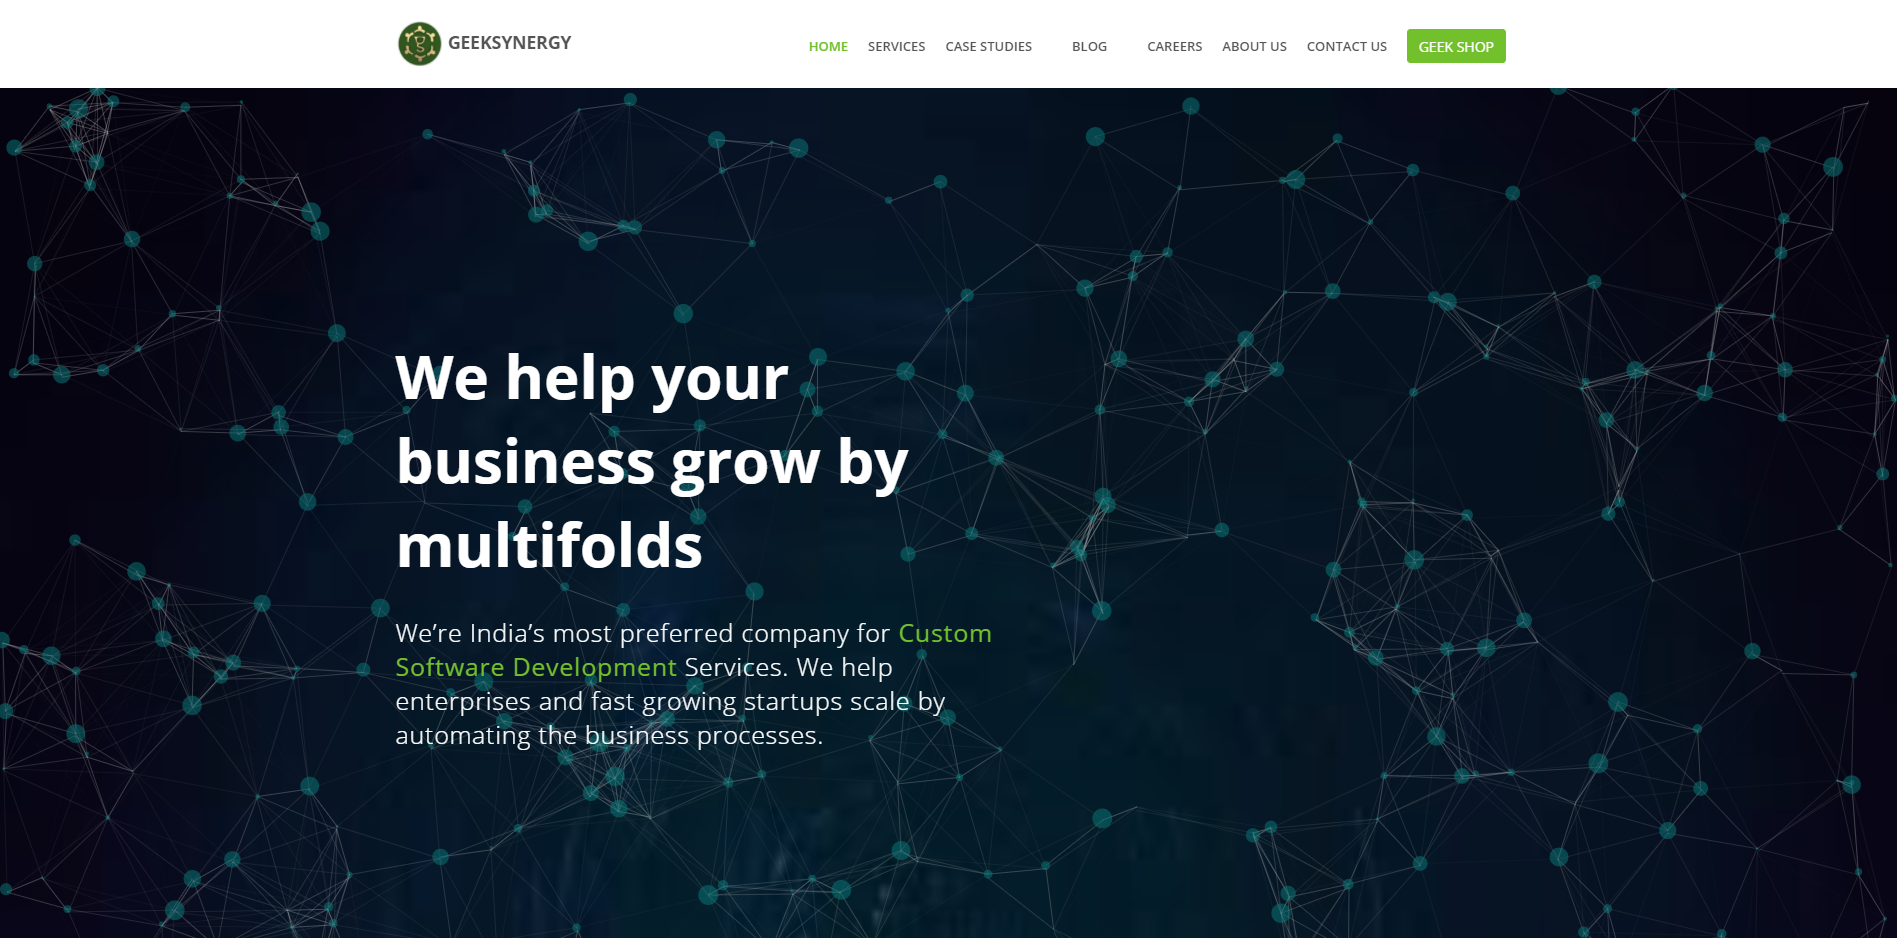 GEEKSYNERGY
HOME SERVICES CASE STUDIES BLOG CAREERS ABOUT US CONTACT US GEEK SHOP
We help your
business grow by
multifolds
We’re India’s most preferred company for Custom
Software Development Services. We help
enterprises and fast growing startups scale by
automating the business processes.